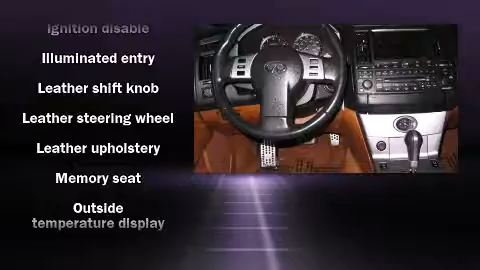 Ignition disable
Illuminated entry
Leather shift knob
Leather steering wheel
Leather upholstery
Memory seat
Outside
temperature display